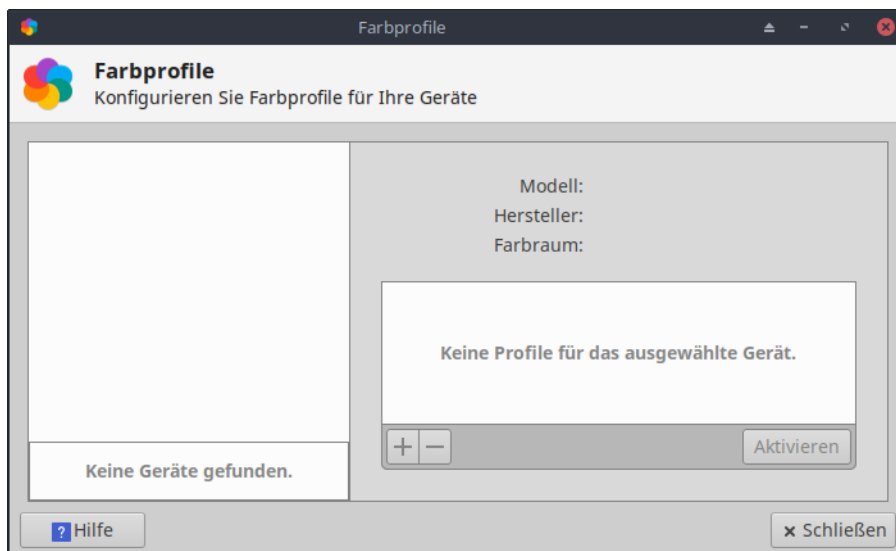 Farbprofile
Farbprofile
Konfigurieren Sie Farbprofile für Ihre Geräte
Keine Geräte gefunden.
Modell:
Hersteller:
Farbraum:
Keine Profile für das ausgewählte Gerät.
Aktivieren
Hilfe
Schließen